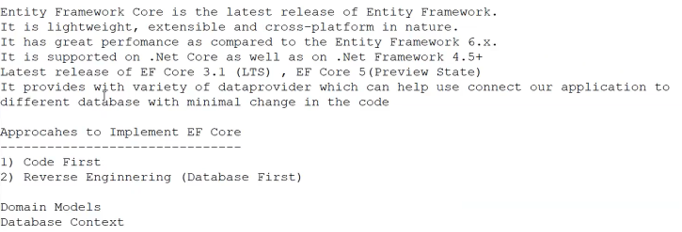 Entity Framework Core is the latest release of Entity Framework.
It is lightweight, extensible and cross-platform in nature.
It has great perfomance as compared to the Entity Framework 6.x.
It is supported on .Net Core as well as on .Net Framework 4.5+
Latest release of EF Core 3.1 (LTS) , EF Core 5(Preview State)
It provides with variety of dataprovider which can help use connect our application to
different database with minimal change in the code
Approcahes to Implement EF Core
-------------------------------
1) Code First
2) Reverse Enginnering (Database First)
Domain Models
Database Context